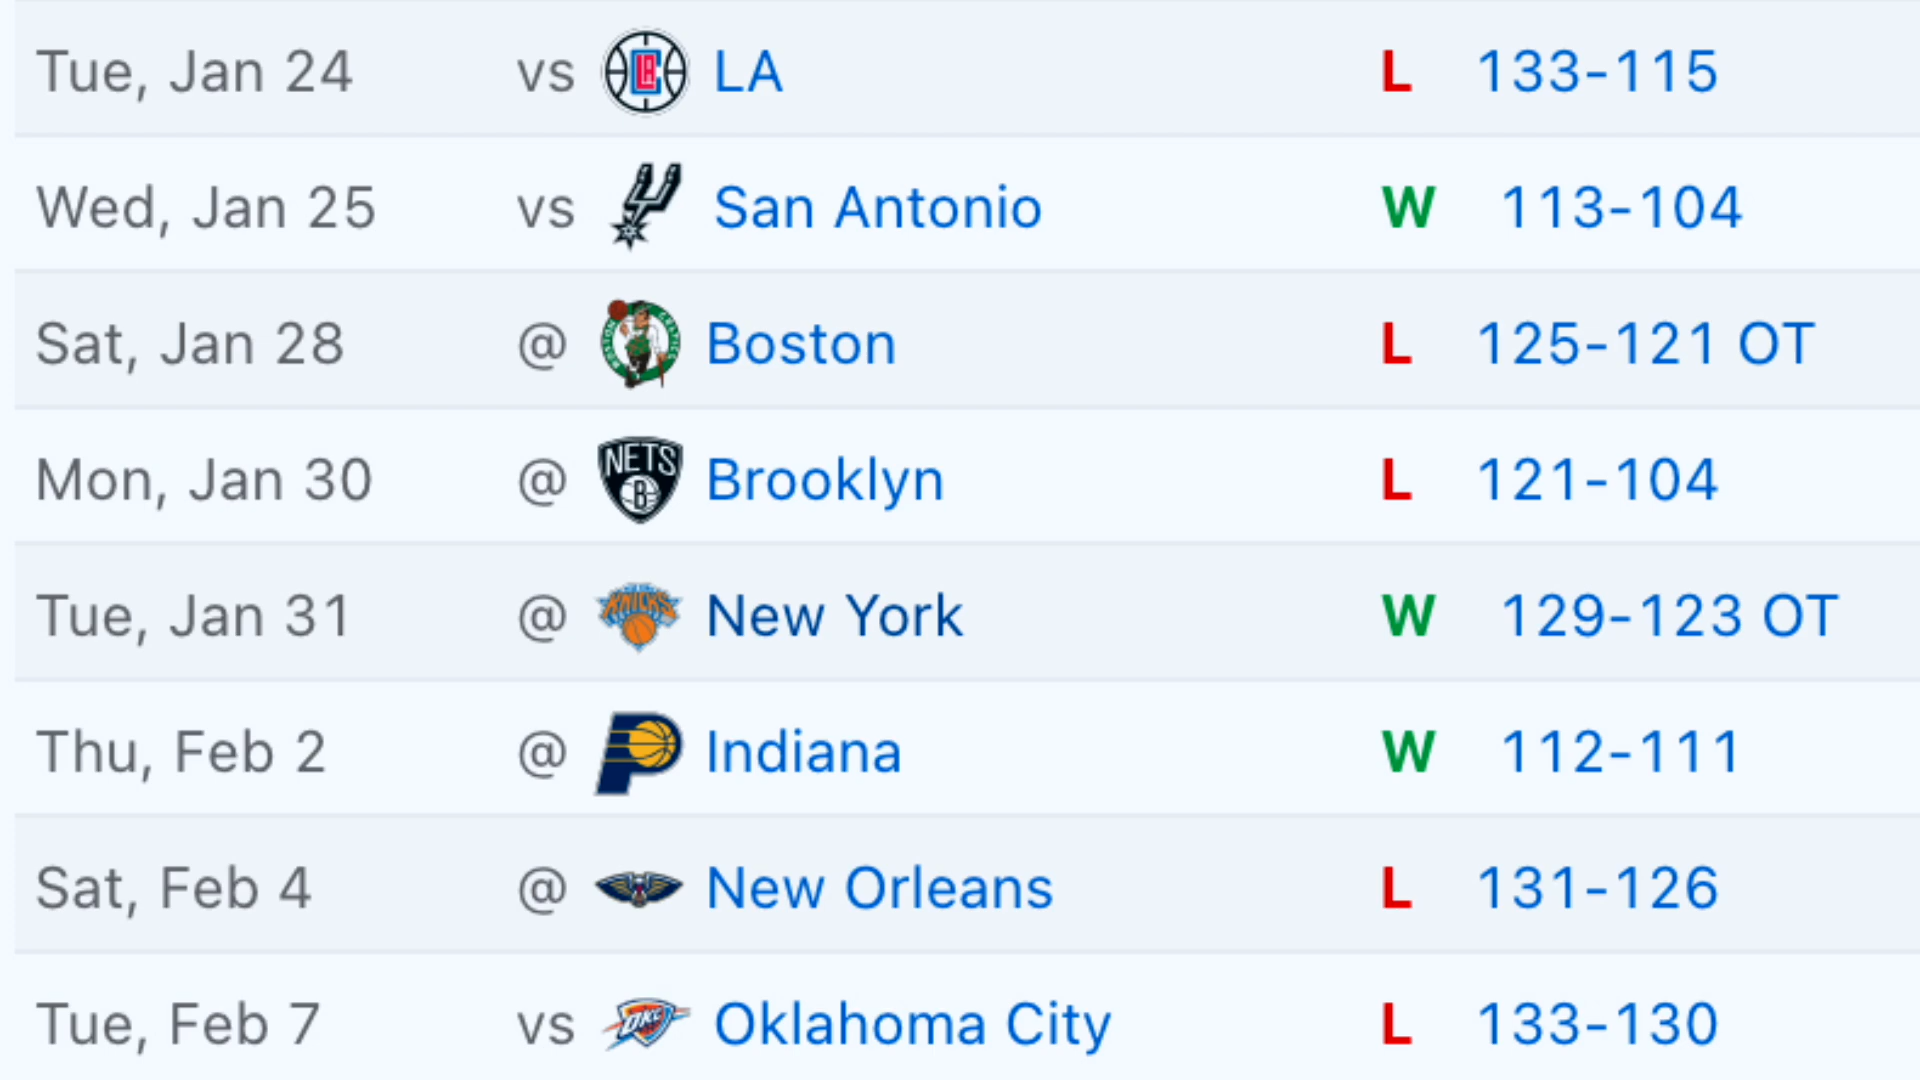 Tue, Jan 24 vs LA L 133-115
Wed, Jan 25 vs San Antonio W 113-104
Sat, Jan 28 @ Boston L 125-121 OT
Mon, Jan 30 @ NETS B Brooklyn L 121-104
Tue, Jan 31 @ KNICKS New York W 129-123 OT
Thu, Feb 2 @ Indiana W 112-111
Sat, Feb 4 @ New Orleans L 131-126
Tue, Feb 7 vs OKC Oklahoma City L 133-130